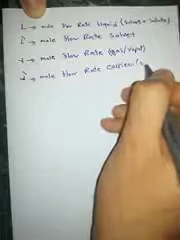 L → mole flow Rate liquid (solvent + solute)
L' → mole flow Rate Solvent
→ mole flow Rate (gas/vapor)
→ mole flow Rate carrier